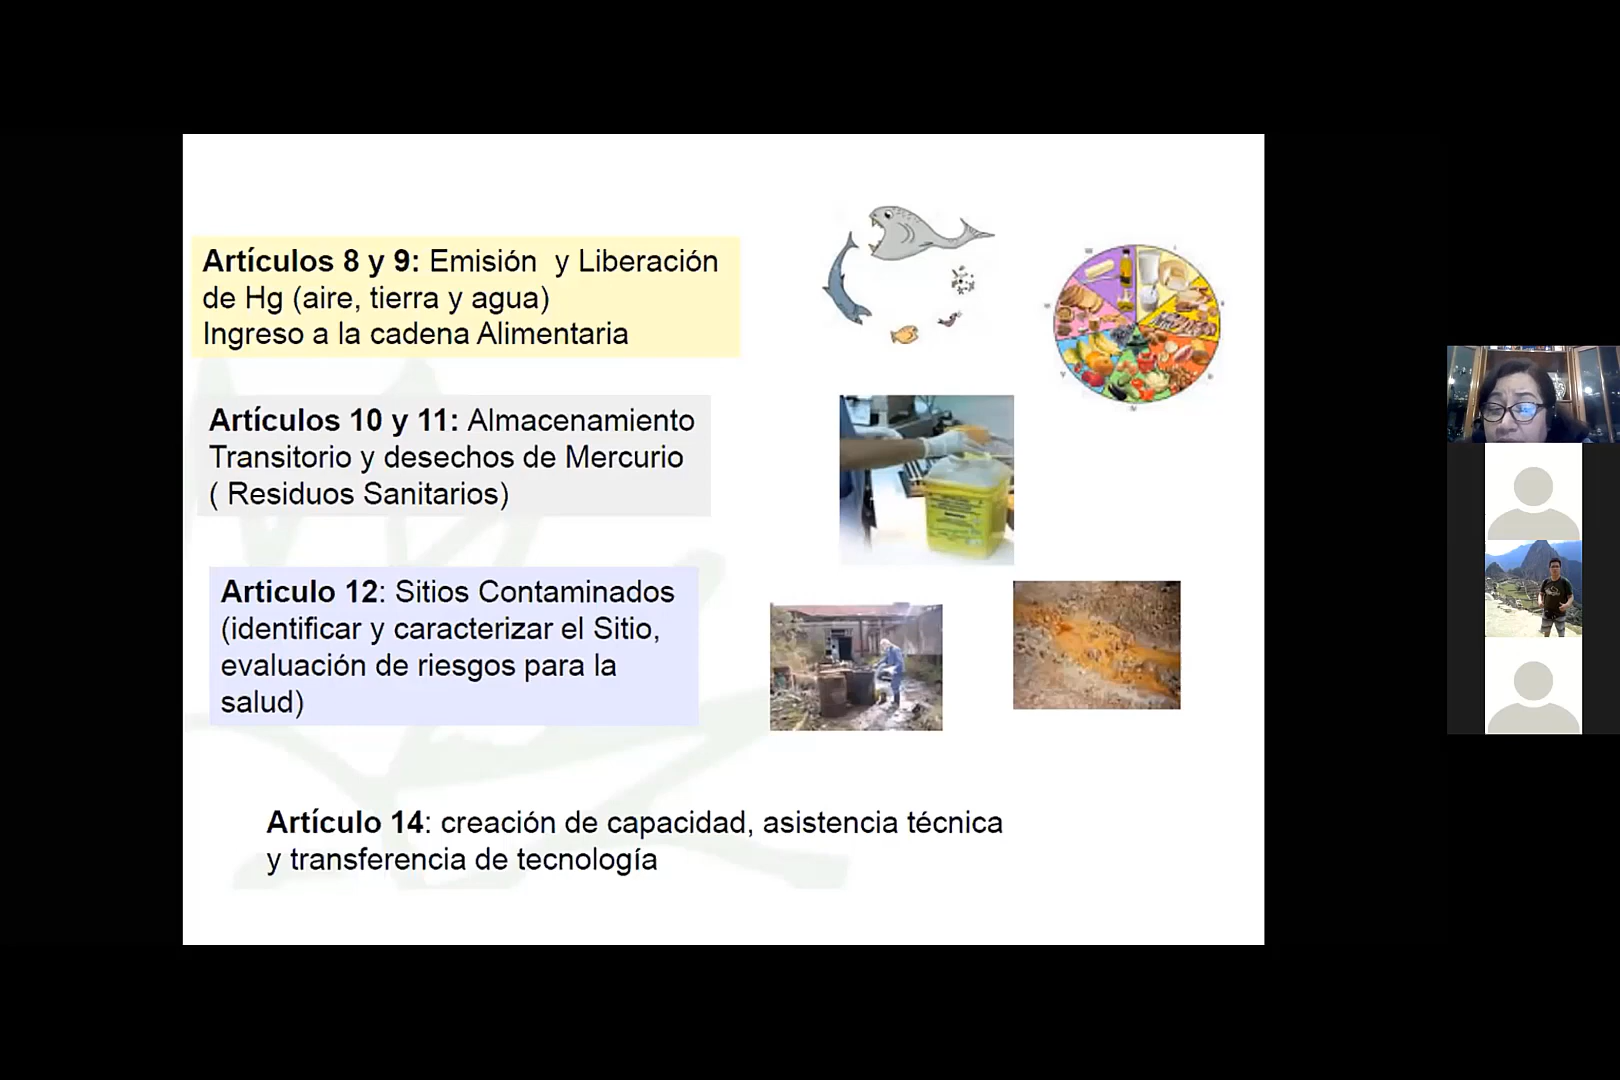 Artículos 8 y 9: Emisión y Liberación
de Hg (aire, tierra y agua)
Ingreso a la cadena Alimentaria
Artículos 10 y 11: Almacenamiento
Transitorio y desechos de Mercurio
( Residuos Sanitarios)
Articulo 12: Sitios Contaminados
(identificar y caracterizar el Sitio,
evaluación de riesgos para la
salud)
Artículo 14: creación de capacidad, asistencia técnica
y transferencia de tecnología